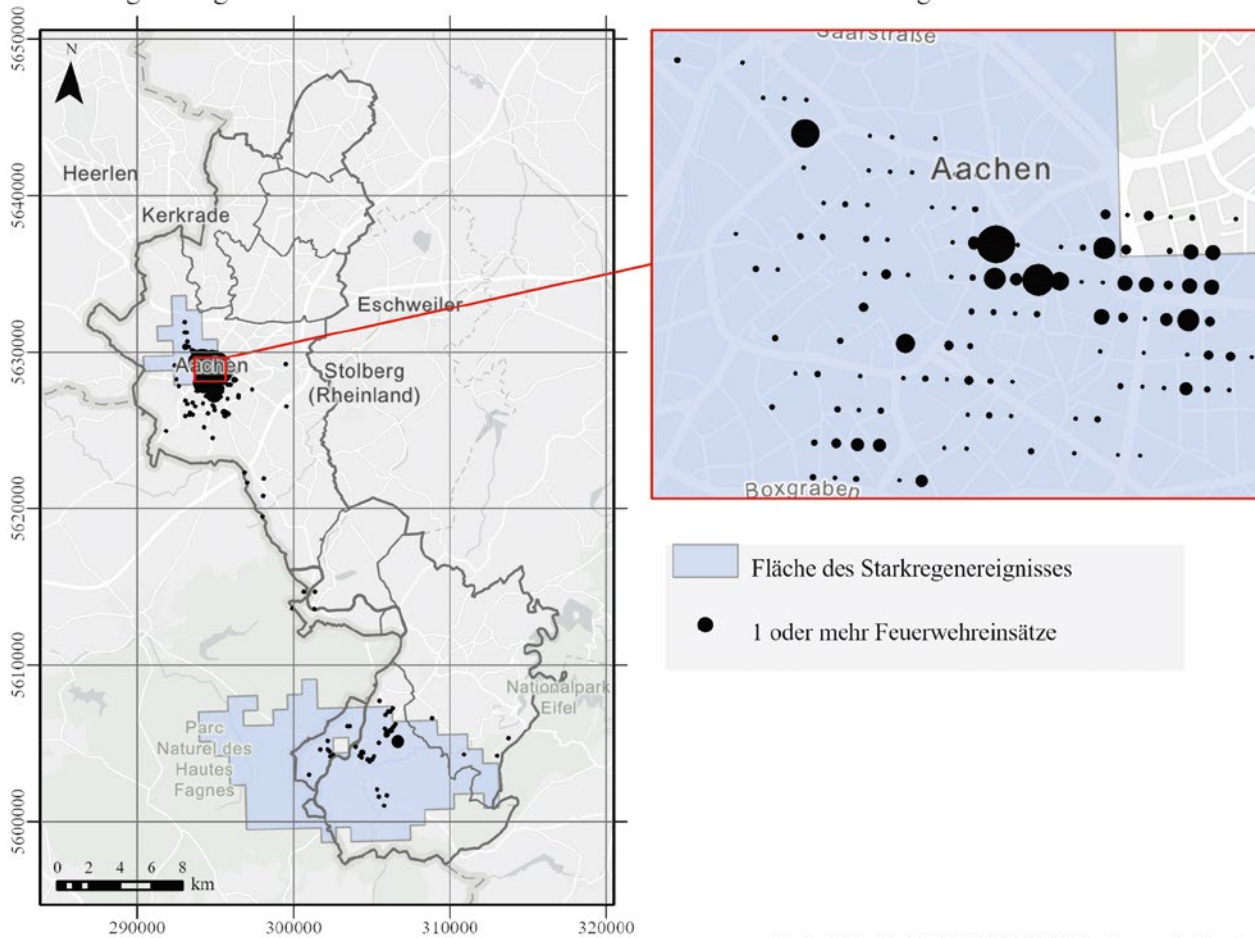 N
Heerlen
Kerkrade
Eschweiler
Aachen
Stolberg
(Rheinland)
Nationalpark
Eifel
Parc
Naturel des
Hautes
Fagnes
0 2 4 6 8
km
5650000
5640000
5630000
5620000
5610000
5600000
290000 300000 310000 320000
Saarstraße
Aachen
Boxgraben
Fläche des Starkregenereignisses
1 oder mehr Feuerwehreinsätze